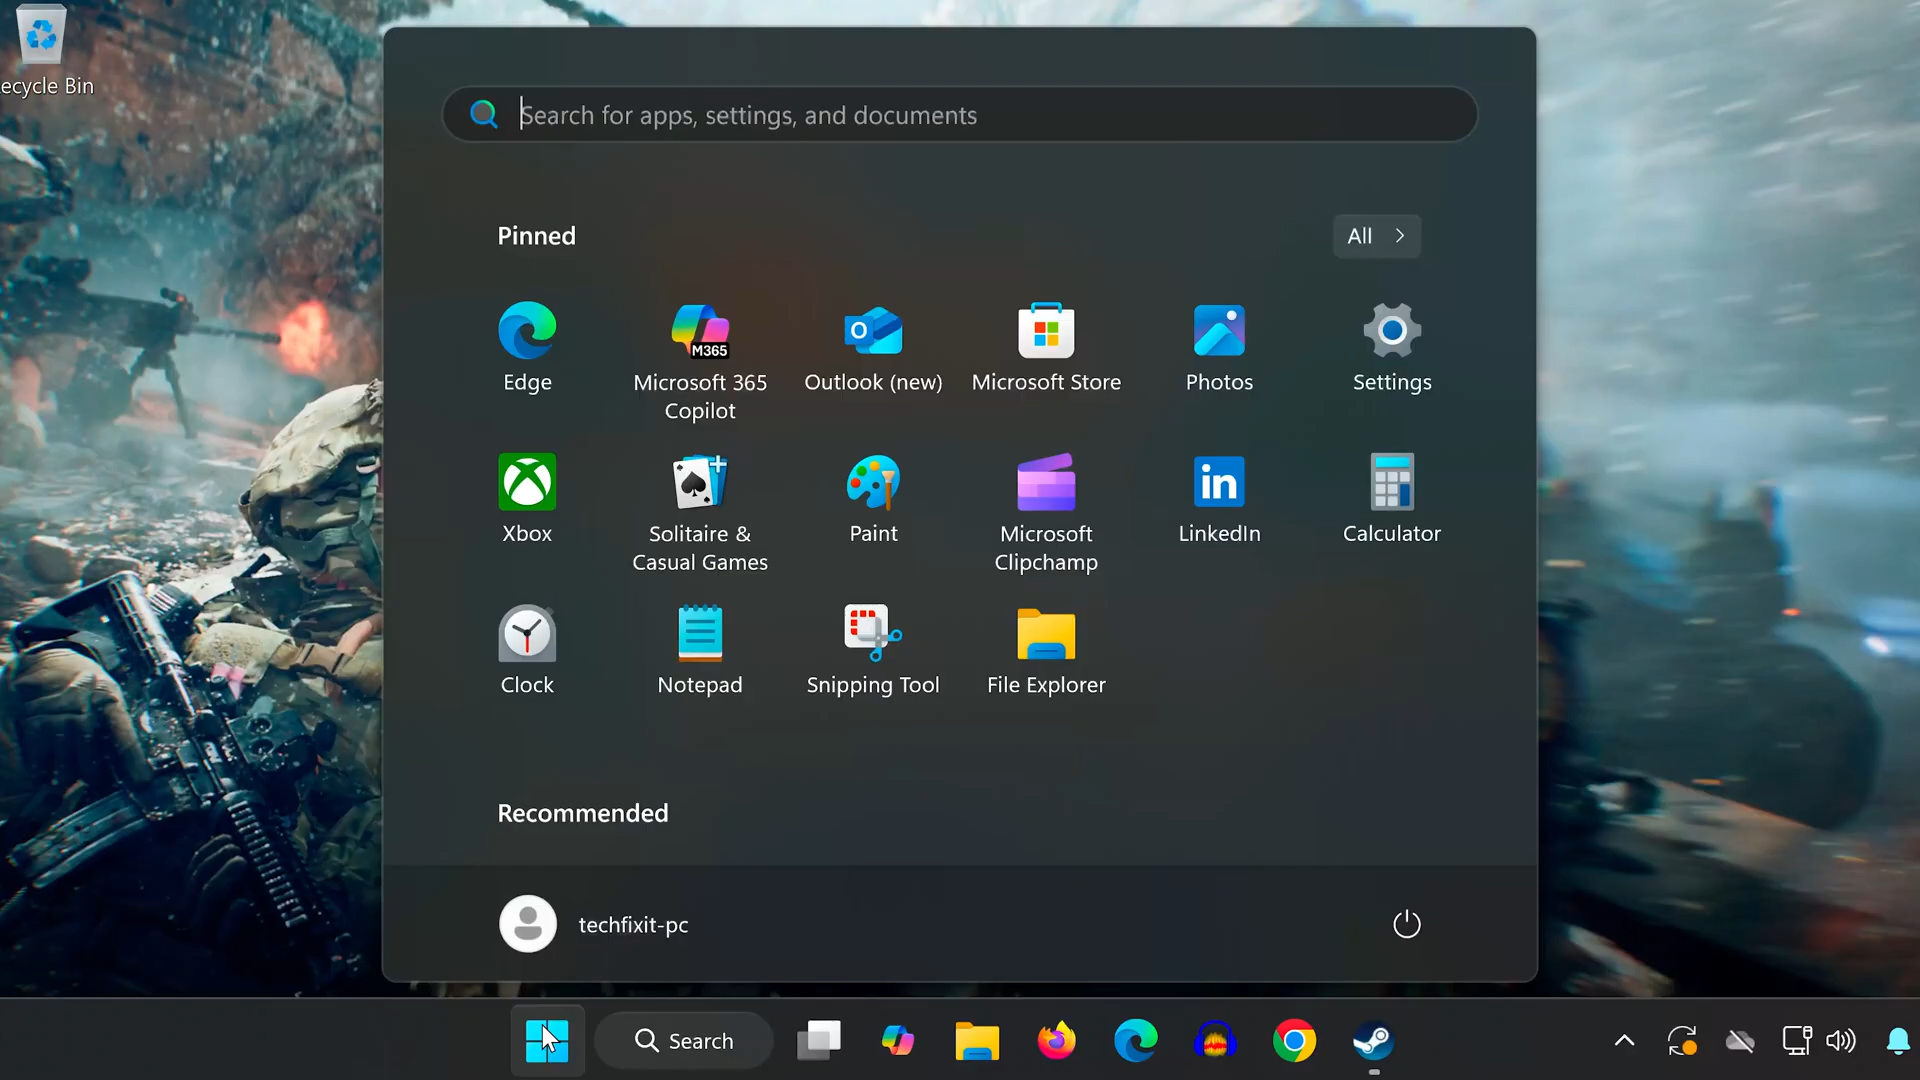 ecycle Bin
Search for apps, settings, and documents
Pinned
All
Edge
M365
Microsoft 365
Copilot
O
Outlook (new)
Microsoft Store
Photos
Settings
Xbox
Solitaire &
Casual Games
Paint
Microsoft
Clipchamp
in
LinkedIn
Calculator
Clock
Notepad
Snipping Tool
File Explorer
Recommended
techfixit-pc
Search